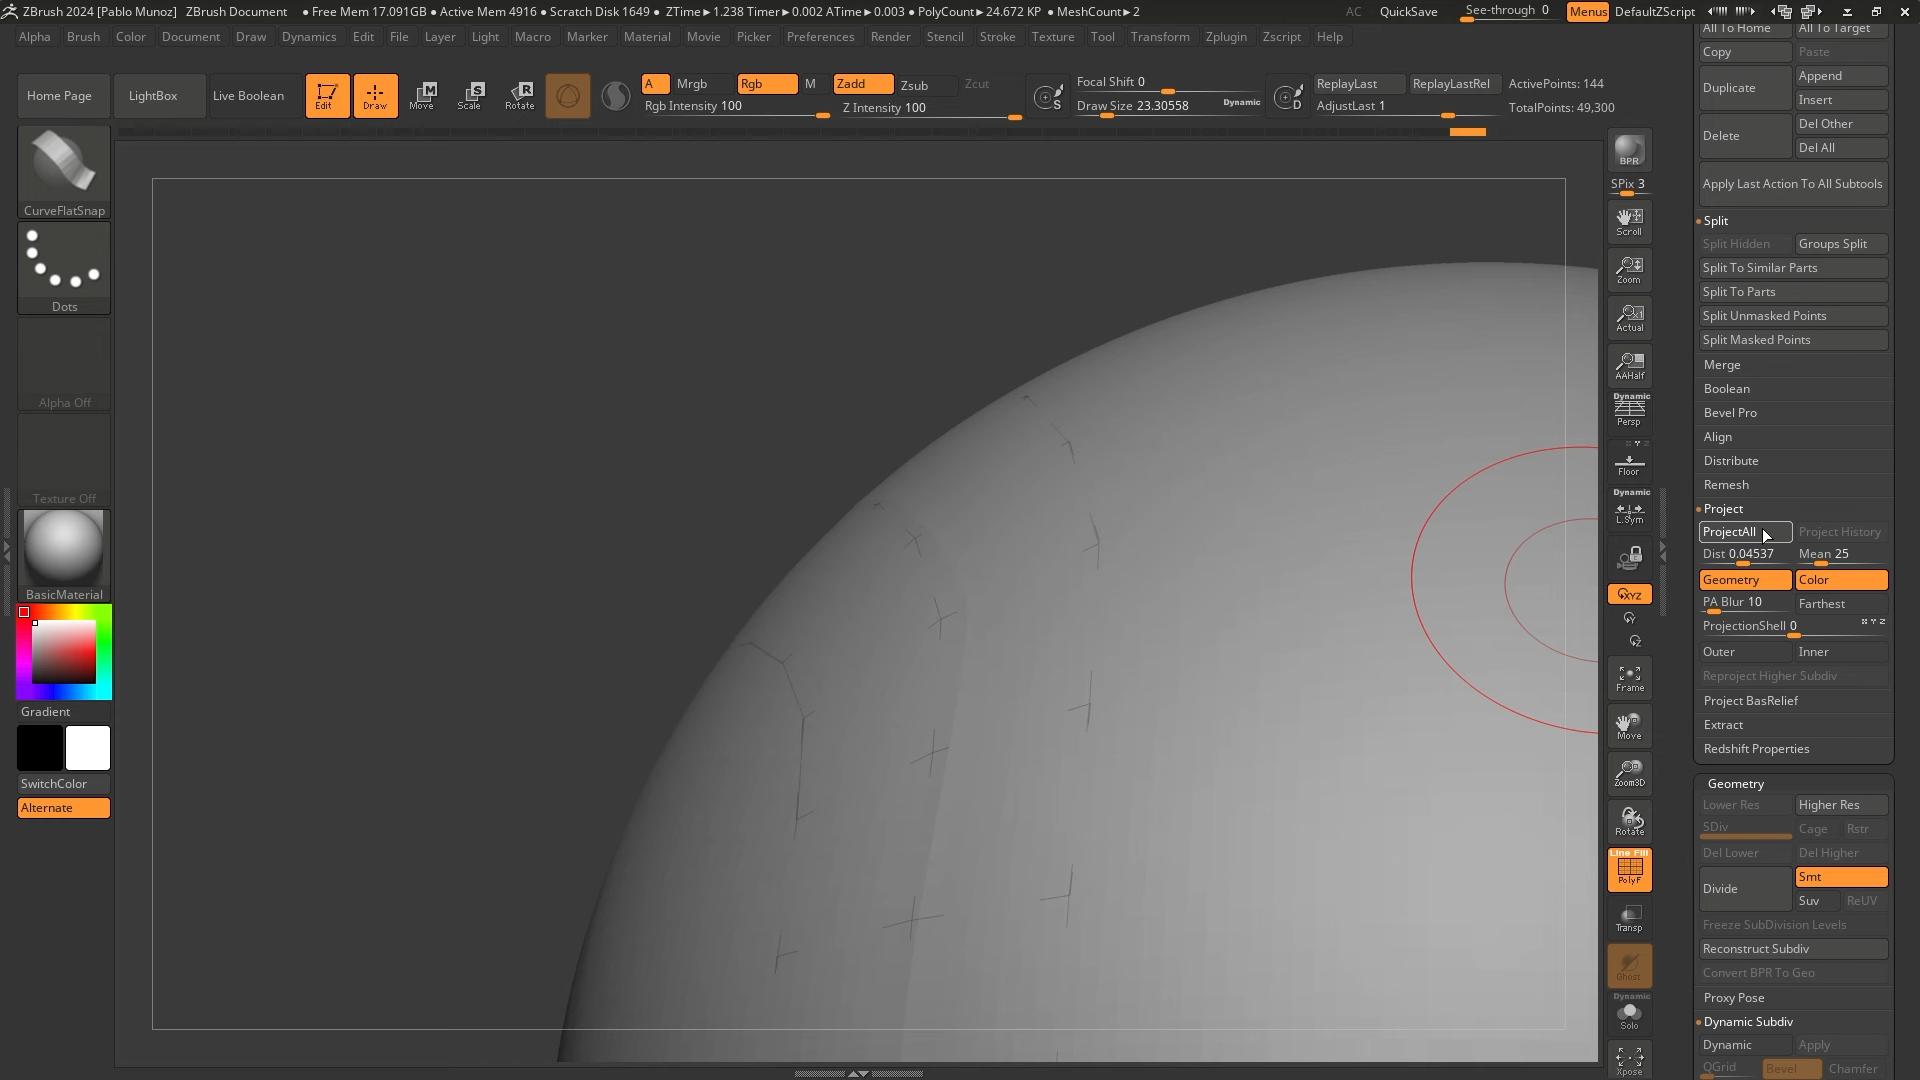 ZBrush 2024 [Pablo Munoz] ZBrush Document ● Free Mem 17.091GB ● Active Mem 4916 ● Scratch Disk 1649 ● ZTime►1.238 Timer►0.002 ATime►0.003 ● PolyCount►24.672 KP ● MeshCount►2 AC QuickSave See-through 0 Menus DefaultZScript
Alpha Brush Color Document Draw Dynamics Edit File Layer Light Macro Marker Material Movie Picker Preferences Render Stencil Stroke Texture Tool Transform Zplugin Zscript Help
Home Page LightBox Live Boolean Edit Draw Move Scale Rotate
A Mrgb Rgb M Zadd Zsub Zcut
Rgb Intensity 100 Z Intensity 100
Focal Shift 0
Draw Size 23.30558 Dynamic
ReplayLast ReplayLastRel ActivePoints: 144
AdjustLast 1 TotalPoints: 49,300
CurveFlatSnap
Dots
Alpha Off
Texture Off
BasicMaterial
Gradient
SwitchColor
Alternate
BPR
SPix 3
Scroll
Zoom
Actual
AAHalf
Dynamic
Persp
Floor
Dynamic
L.Sym
XYZ
Frame
Move
Zoom3D
Rotate
Line Fill
PolyF
Transp
Ghost
Dynamic
Solo
Xpose
All To Home All To Target
Copy Paste
Duplicate Append
Insert
Delete Del Other
Del All
Apply Last Action To All Subtools
Split
Split Hidden Groups Split
Split To Similar Parts
Split To Parts
Split Unmasked Points
Split Masked Points
Merge
Boolean
Bevel Pro
Align
Distribute
Remesh
Project
ProjectAll Project History
Dist 0.04537 Mean 25
Geometry Color
PA Blur 10 Farthest
ProjectionShell 0 X Y Z
Outer Inner
Reproject Higher Subdiv
Project BasRelief
Extract
Redshift Properties
Geometry
Lower Res Higher Res
SDiv Cage Rstr
Del Lower Del Higher
Divide Smt
Suv ReUV
Freeze SubDivision Levels
Reconstruct Subdiv
Convert BPR To Geo
Proxy Pose
Dynamic Subdiv
Dynamic Apply
QGrid Bevel Chamfer